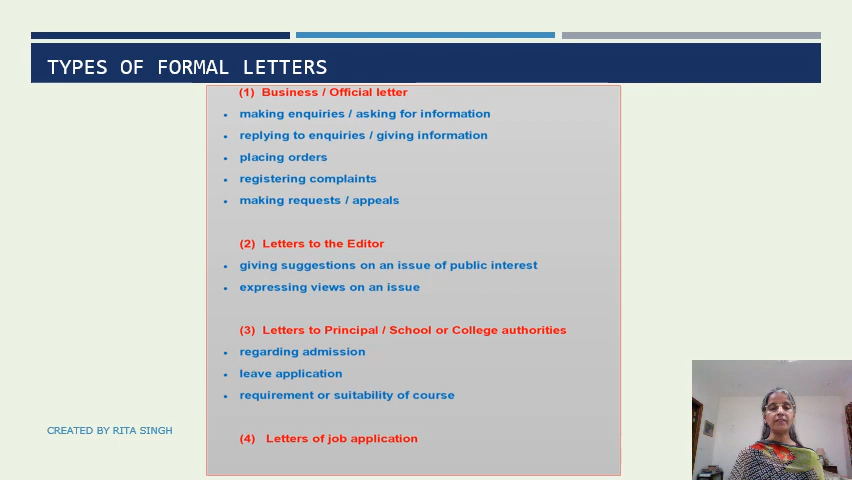 TYPES OF FORMAL LETTERS
(1) Business / Official letter
• making enquiries / asking for information
• replying to enquiries / giving information
• placing orders
• registering complaints
• making requests / appeals
(2) Letters to the Editor
• giving suggestions on an issue of public interest
• expressing views on an issue
(3) Letters to Principal / School or College authorities
• regarding admission
• leave application
• requirement or suitability of course
(4) Letters of job application
CREATED BY RITA SINGH